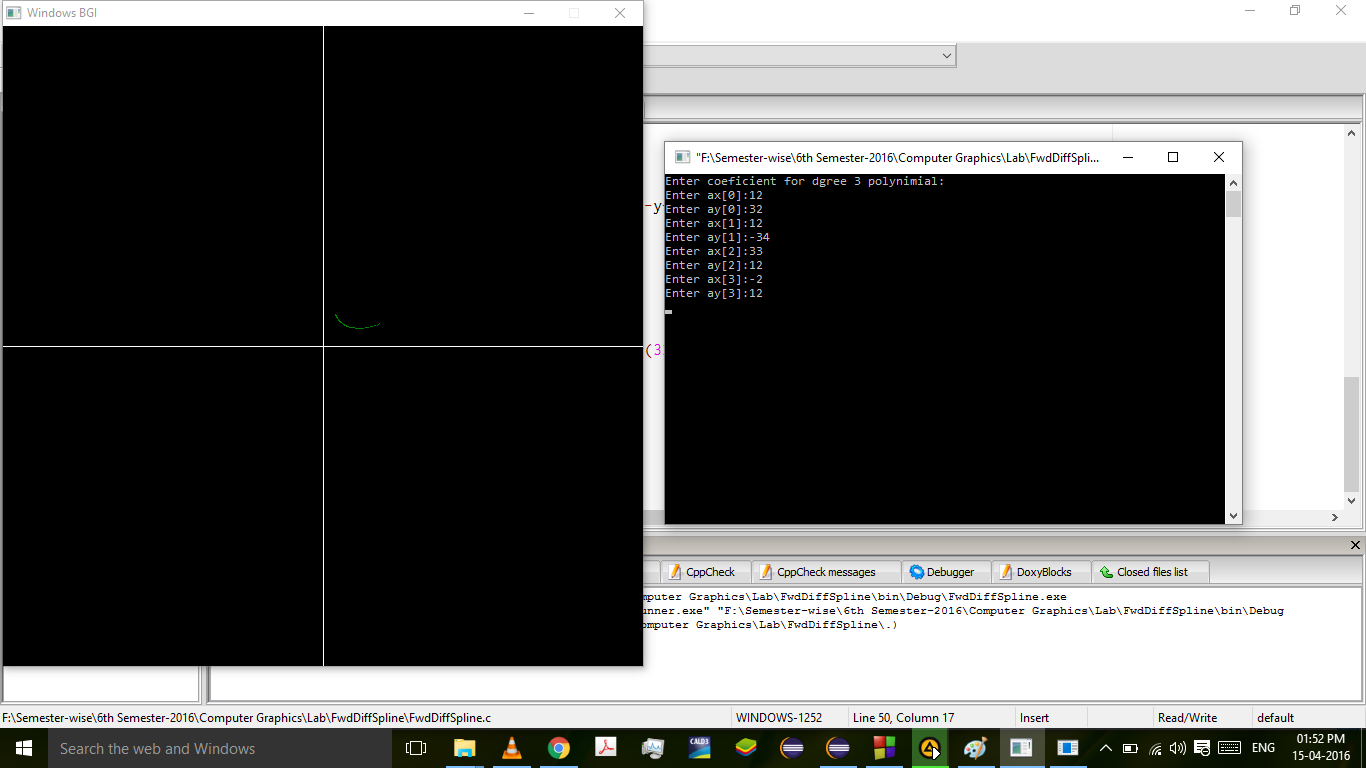 Windows BGI
-y
(3
"F:\Semester-wise\6th Semester-2016\Computer Graphics\Lab\FwdDiffSpli...
Enter coeficient for dgree 3 polynimial:
Enter ax[0]:12
Enter ay[0]:32
Enter ax[1]:12
Enter ay[1]:-34
Enter ax[2]:33
Enter ay[2]:12
Enter ax[3]:-2
Enter ay[3]:12
CppCheck CppCheck messages Debugger DoxyBlocks Closed files list
mputer Graphics\Lab\FwdDiffSpline\bin\Debug\FwdDiffSpline.exe
unner.exe" "F:\Semester-wise\6th Semester-2016\Computer Graphics\Lab\FwdDiffSpline\bin\Debug
omputer Graphics\Lab\FwdDiffSpline\.)
F:\Semester-wise\6th Semester-2016\Computer Graphics\Lab\FwdDiffSpline\FwdDiffSpline.c WINDOWS-1252 Line 50, Column 17 Insert Read/Write default
Search the web and Windows CALD3 ENG 01:52 PM
15-04-2016